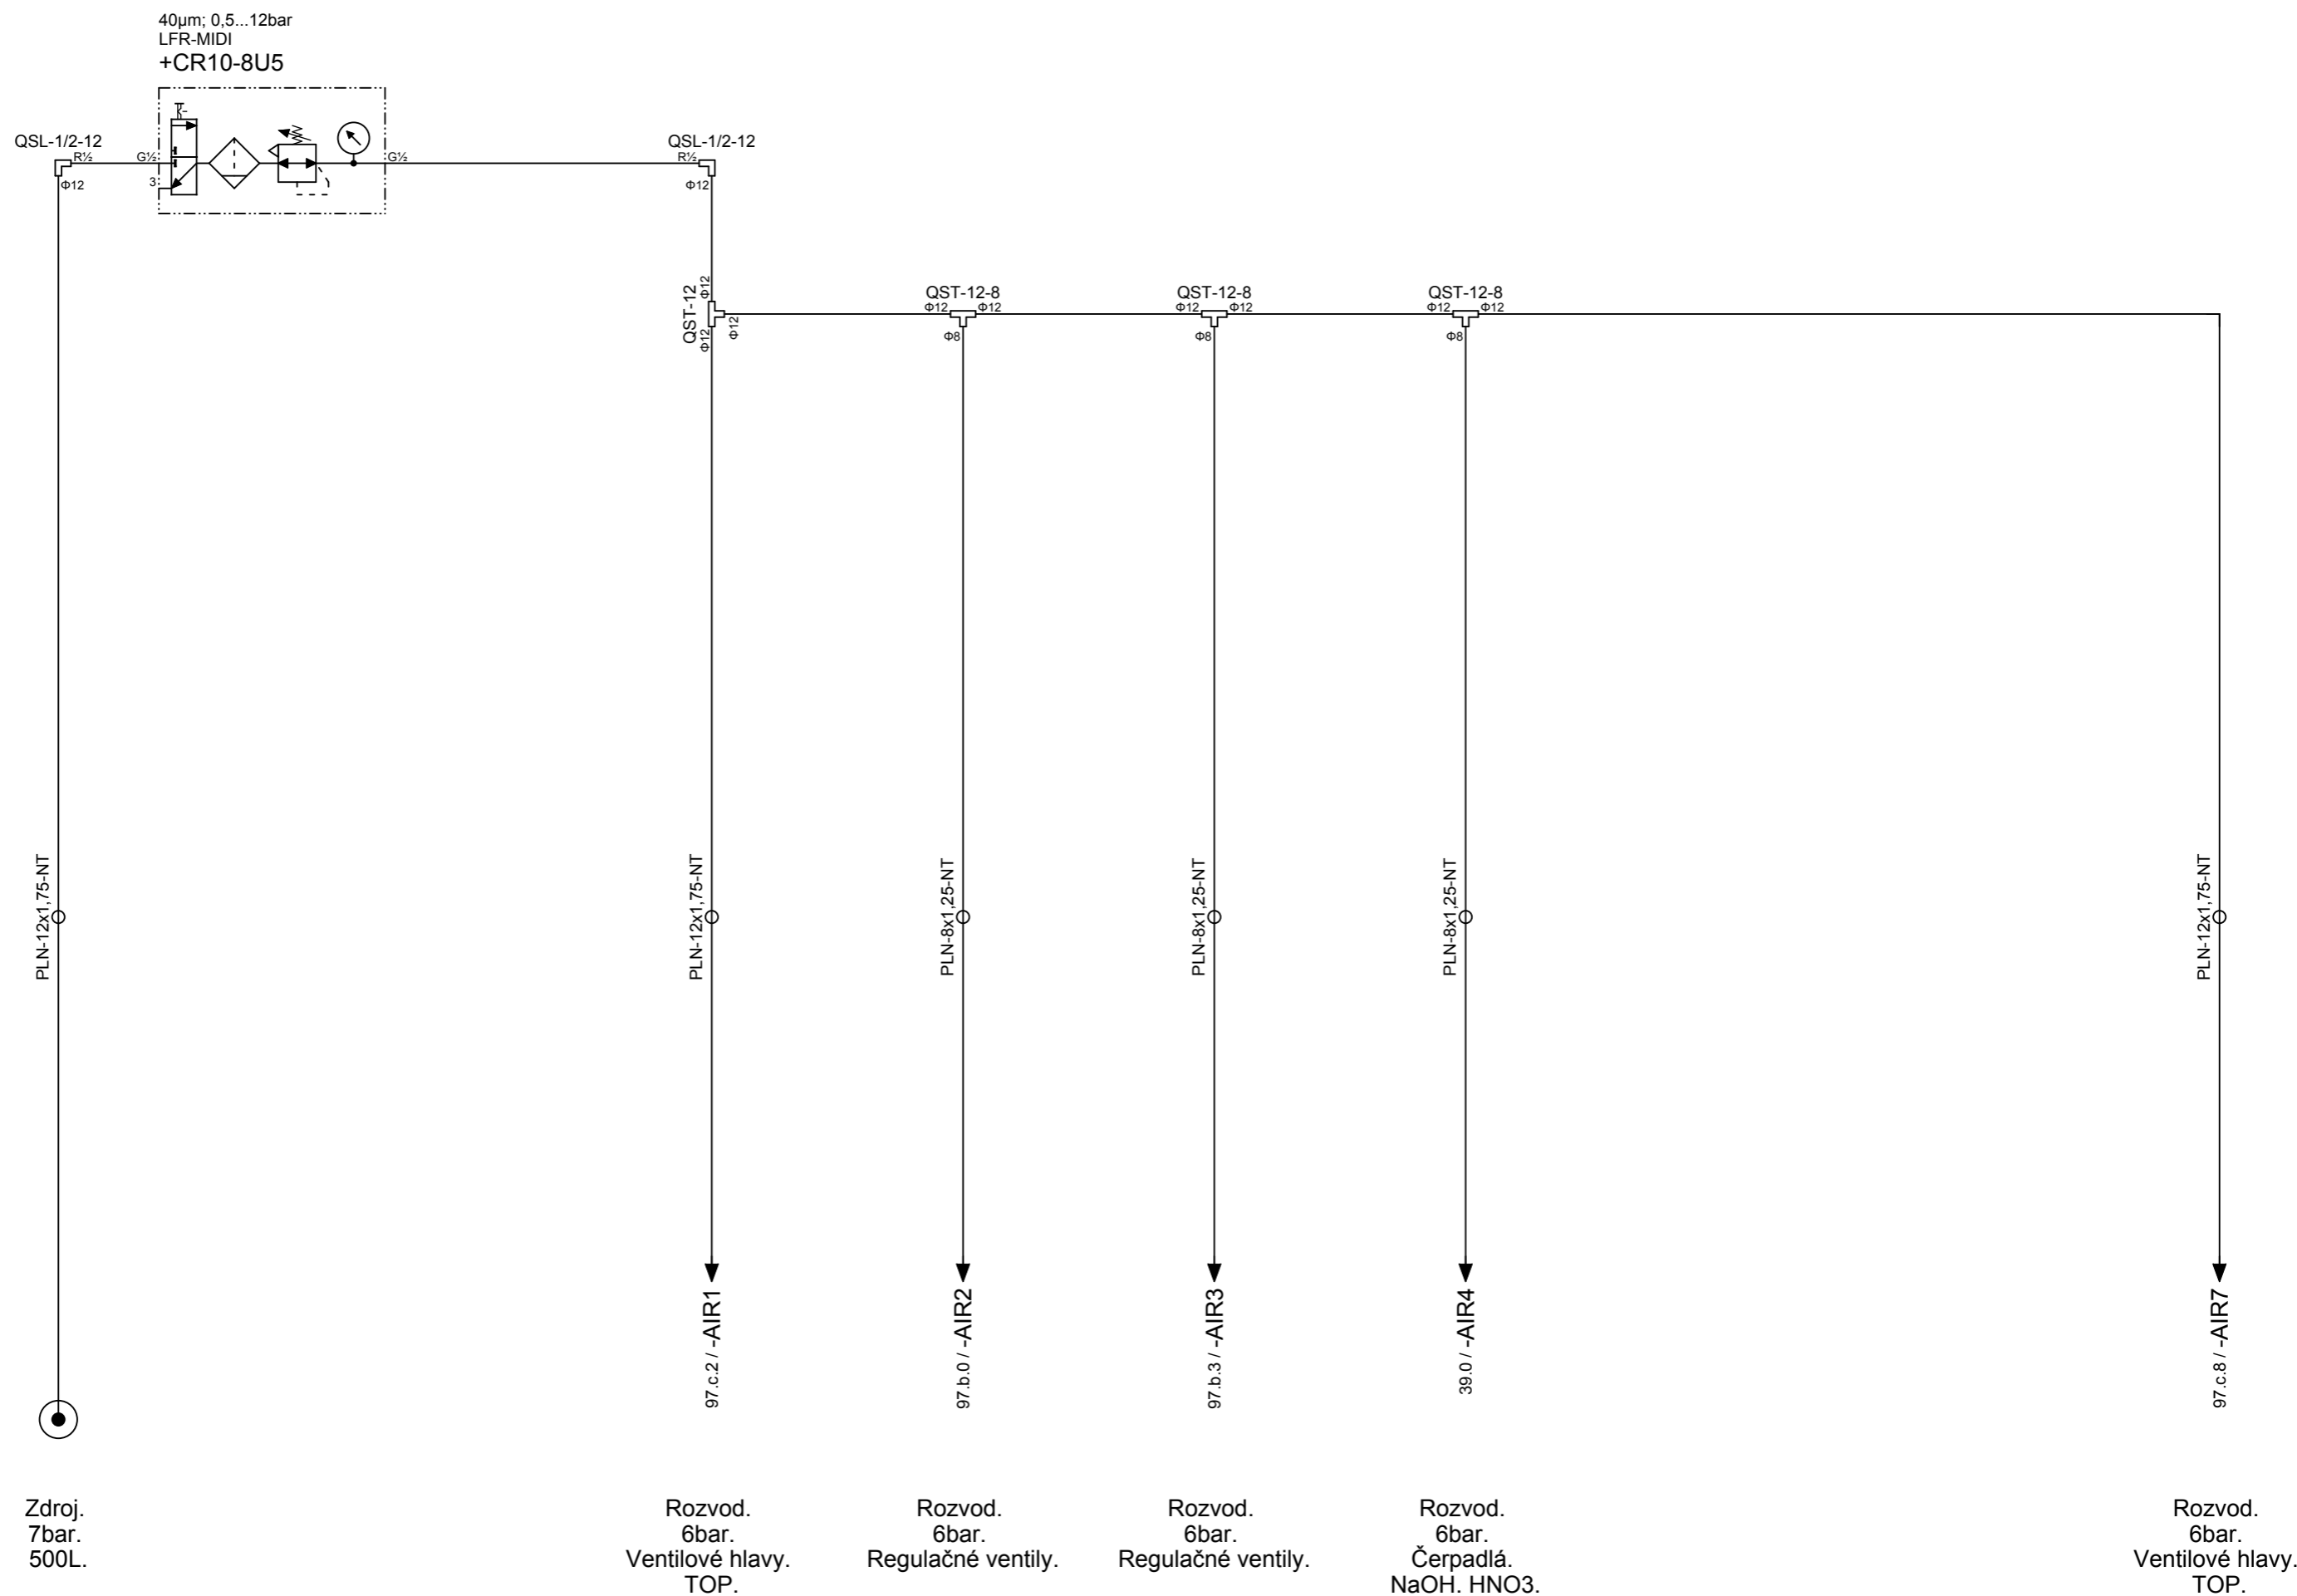 40µm; 0,5...12bar
LFR-MIDI
+CR10-8U5
QSL-1/2-12
R½
Φ12
G½
3
G½
QSL-1/2-12
R½
Φ12
QST-12
Φ12
Φ12
Φ12
QST-12-8
Φ12 Φ12
Φ8
QST-12-8
Φ12 Φ12
Φ8
QST-12-8
Φ12 Φ12
Φ8
PLN-12x1,75-NT
PLN-12x1,75-NT
PLN-8x1,25-NT
PLN-8x1,25-NT
PLN-8x1,25-NT
PLN-12x1,75-NT
97.c.2 / -AIR1
97.b.0 / -AIR2
97.b.3 / -AIR3
39.0 / -AIR4
97.c.8 / -AIR7
Zdroj.
7bar.
500L.
Rozvod.
6bar.
Ventilové hlavy.
TOP.
Rozvod.
6bar.
Regulačné ventily.
Rozvod.
6bar.
Regulačné ventily.
Rozvod.
6bar.
Čerpadlá.
NaOH. HNO3.
Rozvod.
6bar.
Ventilové hlavy.
TOP.